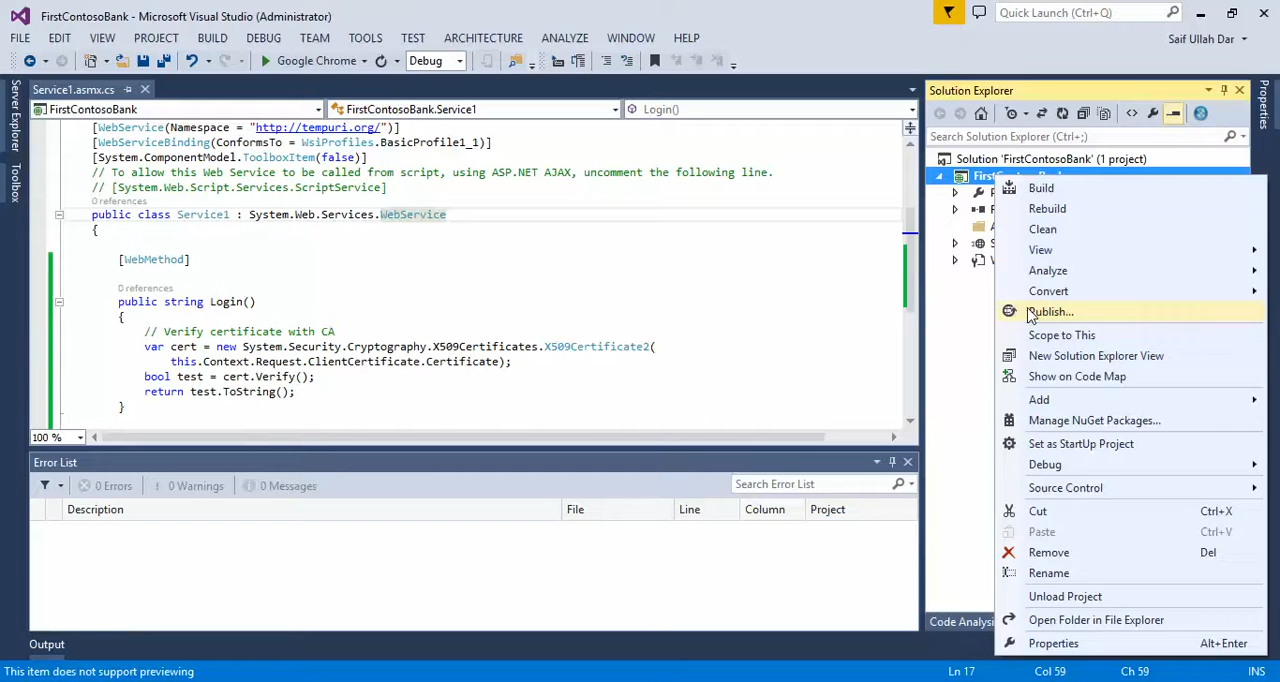 FirstContosoBank - Microsoft Visual Studio (Administrator)
Quick Launch (Ctrl+Q)
FILE EDIT VIEW PROJECT BUILD DEBUG TEAM TOOLS TEST ARCHITECTURE ANALYZE WINDOW HELP
Saif Ullah Dar
Google Chrome Debug
Server Explorer
Toolbox
Service1.asmx.cs
FirstContosoBank FirstContosoBank.Service1 Login()
[WebService(Namespace = "http://tempuri.org/")]
[WebServiceBinding(ConformsTo = WsiProfiles.BasicProfile1_1)]
[System.ComponentModel.ToolboxItem(false)]
// To allow this Web Service to be called from script, using ASP.NET AJAX, uncomment the following line.
// [System.Web.Script.Services.ScriptService]
0 references
public class Service1 : System.Web.Services.WebService
{
[WebMethod]
0 references
public string Login()
{
// Verify certificate with CA
var cert = new System.Security.Cryptography.X509Certificates.X509Certificate2(
this.Context.Request.ClientCertificate.Certificate);
bool test = cert.Verify();
return test.ToString();
}
100 %
Error List
0 Errors 0 Warnings 0 Messages Search Error List
Description File Line Column Project
Output
Solution Explorer
Search Solution Explorer (Ctrl+;)
Solution 'FirstContosoBank' (1 project)
Properties
Build
Rebuild
Clean
View
Analyze
Convert
Publish...
Scope to This
New Solution Explorer View
Show on Code Map
Add
Manage NuGet Packages...
Set as StartUp Project
Debug
Source Control
Cut Ctrl+X
Paste Ctrl+V
Remove Del
Rename
Unload Project
Open Folder in File Explorer
Properties Alt+Enter
Code Analysi
This item does not support previewing Ln 17 Col 59 Ch 59 INS